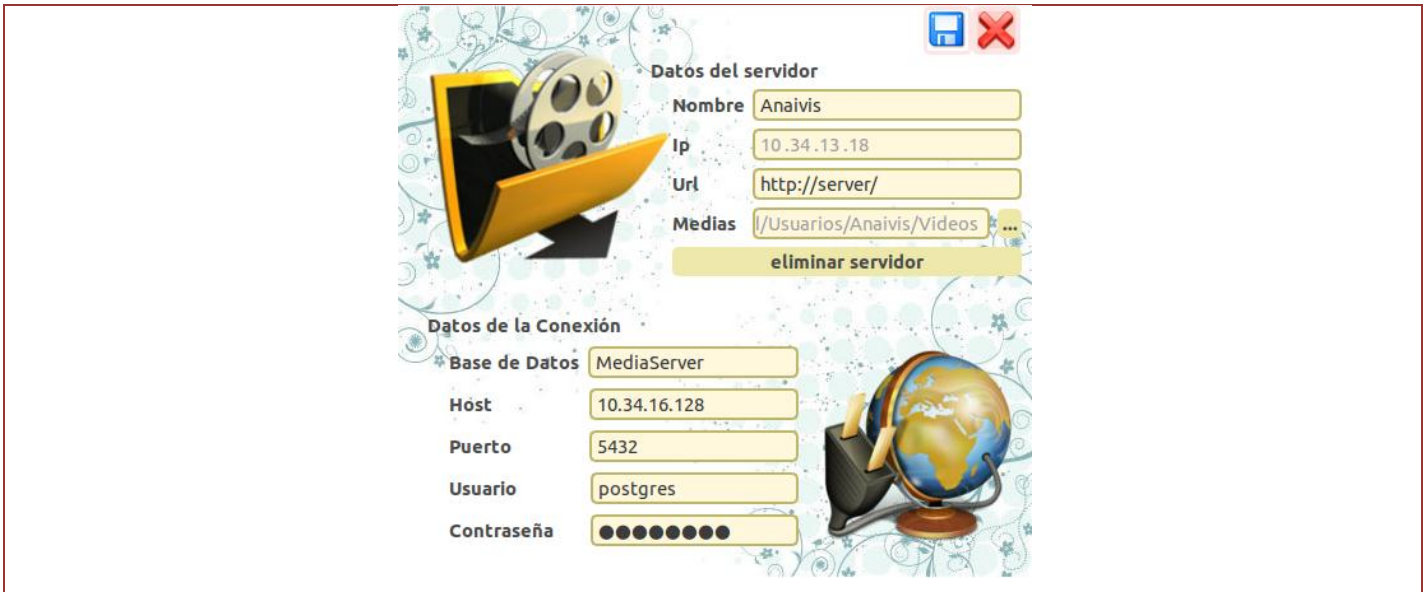 Datos del servidor
Nombre Anaivis
Ip 10 .34 .13 .18
Url http://server/
Medias l/Usuarios/Anaivis/Videos ...
eliminar servidor
Datos de la Conexión
Base de Datos MediaServer
Host 10.34.16.128
Puerto 5432
Usuario postgres
Contraseña ●●●●●●●●